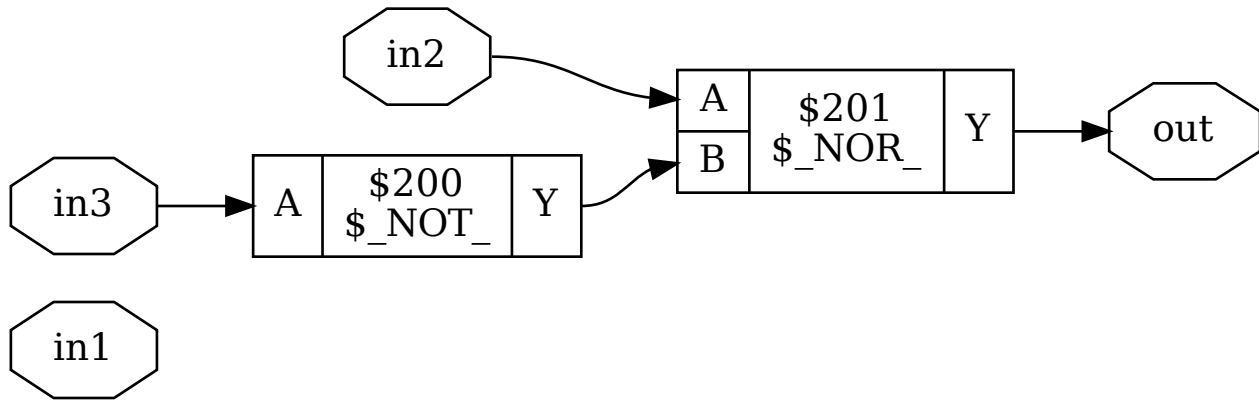 in2
A
B
$201
$_NOR_
Y
out
in3
A
$200
$_NOT_
Y
in1